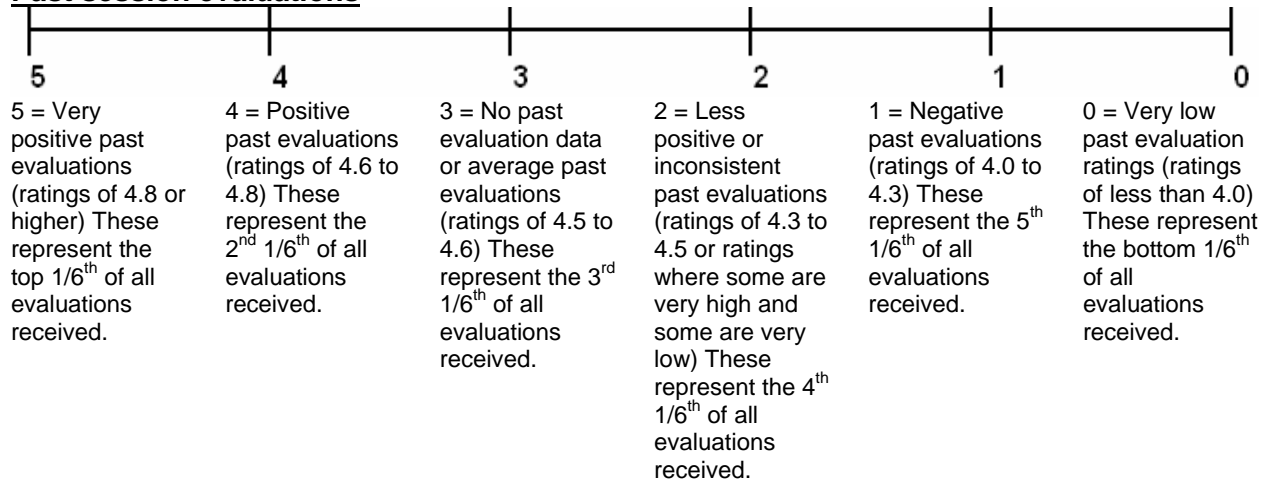 Past session evaluations
5 4 3 2 1 0
5 = Very
positive past
evaluations
(ratings of 4.8 or
higher) These
represent the
top 1/6th of all
evaluations
received.
4 = Positive
past evaluations
(ratings of 4.6 to
4.8) These
represent the
2nd 1/6th of all
evaluations
received.
3 = No past
evaluation data
or average past
evaluations
(ratings of 4.5 to
4.6) These
represent the 3rd
1/6th of all
evaluations
received.
2 = Less
positive or
inconsistent
past evaluations
(ratings of 4.3 to
4.5 or ratings
where some are
very high and
some are very
low) These
represent the 4th
1/6th of all
evaluations
received.
1 = Negative
past evaluations
(ratings of 4.0 to
4.3) These
represent the 5th
1/6th of all
evaluations
received.
0 = Very low
past evaluation
ratings (ratings
of less than 4.0)
These represent
the bottom 1/6th
of all
evaluations
received.